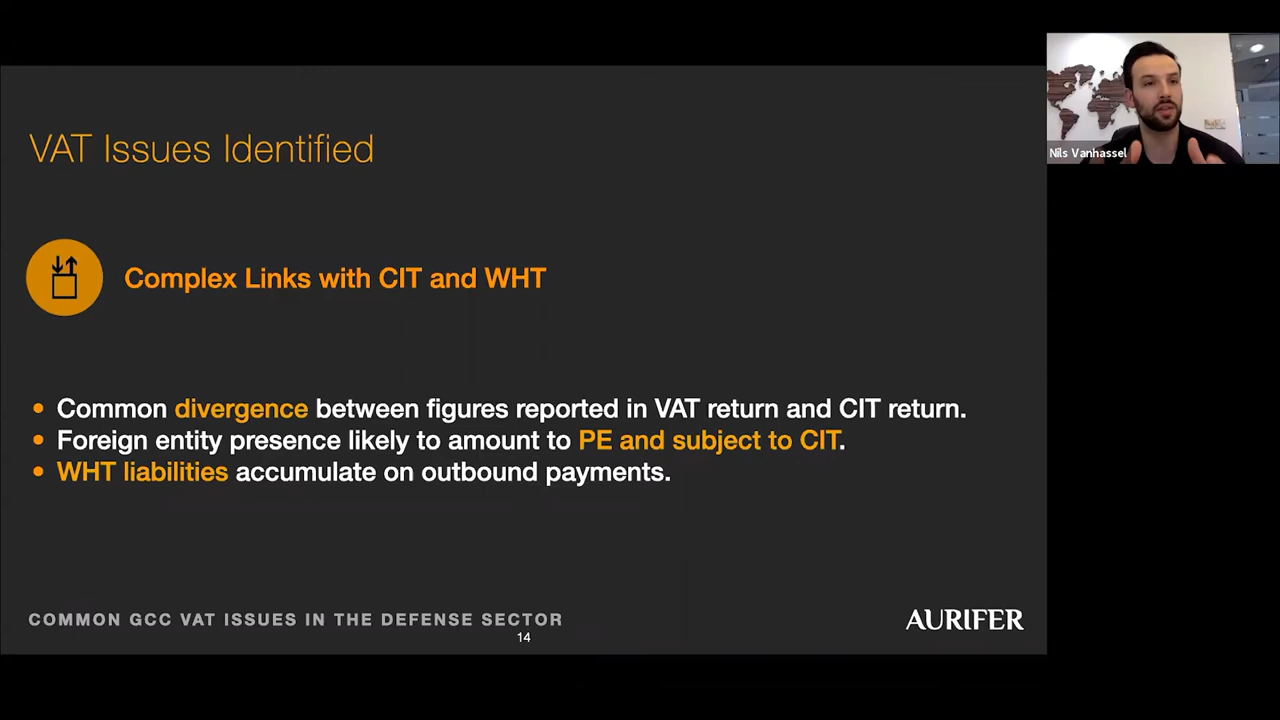 VAT Issues Identified
Nils Vanhassel
Complex Links with CIT and WHT
• Common divergence between figures reported in VAT return and CIT return.
• Foreign entity presence likely to amount to PE and subject to CIT.
• WHT liabilities accumulate on outbound payments.
COMMON GCC VAT ISSUES IN THE DEFENSE SECTOR
14
AURIFER